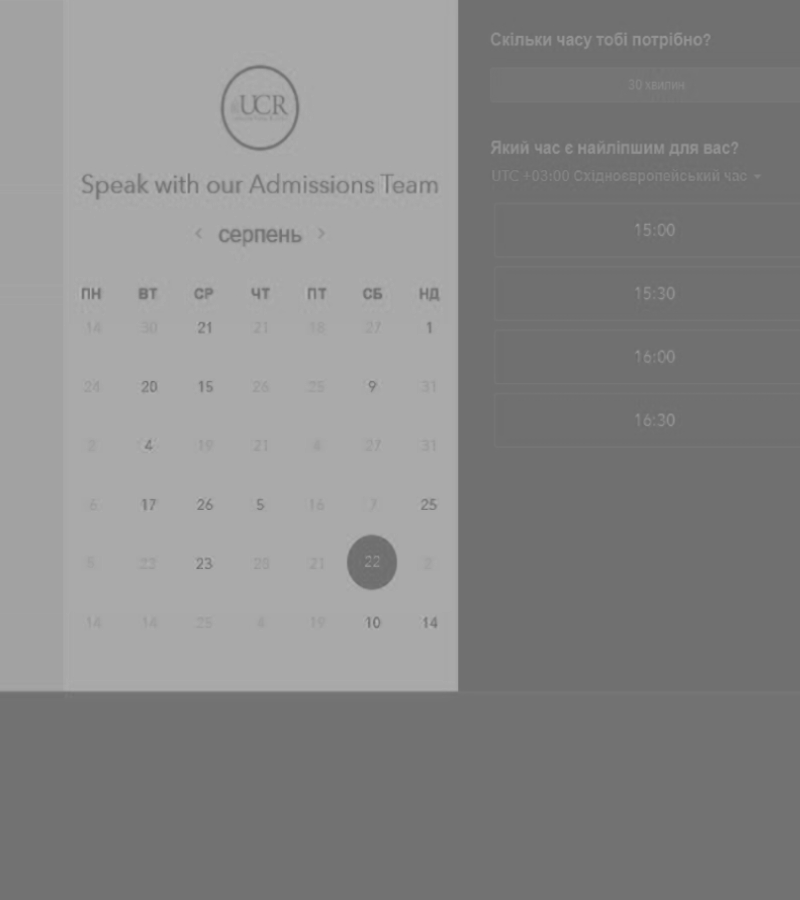 UCR
Speak with our Admissions Team
< серпень >
ПН ВТ СР ЧТ ПТ СБ НД
14 30 21 21 18 27 1
24 20 15 26 25 9 31
2 4 19 21 4 27 31
6 17 26 5 16 7 25
5 22 23 28 21 22 2
14 14 25 4 19 10 14
Скільки часу тобі потрібно?
30 хвилин
Який час є найліпшим для вас?
UTC +03:00 Східноєвропейський час
15:00
15:30
16:00
16:30